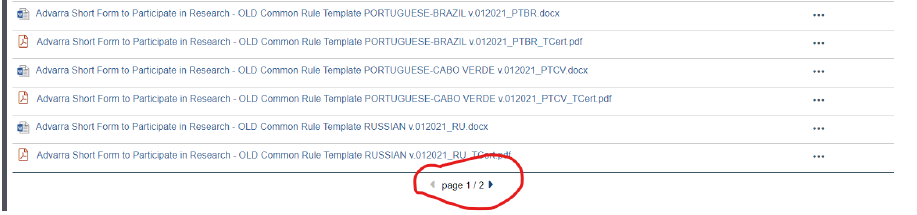 Advarra Short Form to Participate in Research - OLD Common Rule Template PORTUGUESE-BRAZIL v.012021_PTBR.docx
Advarra Short Form to Participate in Research - OLD Common Rule Template PORTUGUESE-BRAZIL v.012021_PTBR_TCert.pdf
Advarra Short Form to Participate in Research - OLD Common Rule Template PORTUGUESE-CABO VERDE v.012021_PTCV.docx
Advarra Short Form to Participate in Research - OLD Common Rule Template PORTUGUESE-CABO VERDE v.012021_PTCV_TCert.pdf
Advarra Short Form to Participate in Research - OLD Common Rule Template RUSSIAN v.012021_RU.docx
Advarra Short Form to Participate in Research - OLD Common Rule Template RUSSIAN v.012021_RU_TCert.pdf
page 1 / 2